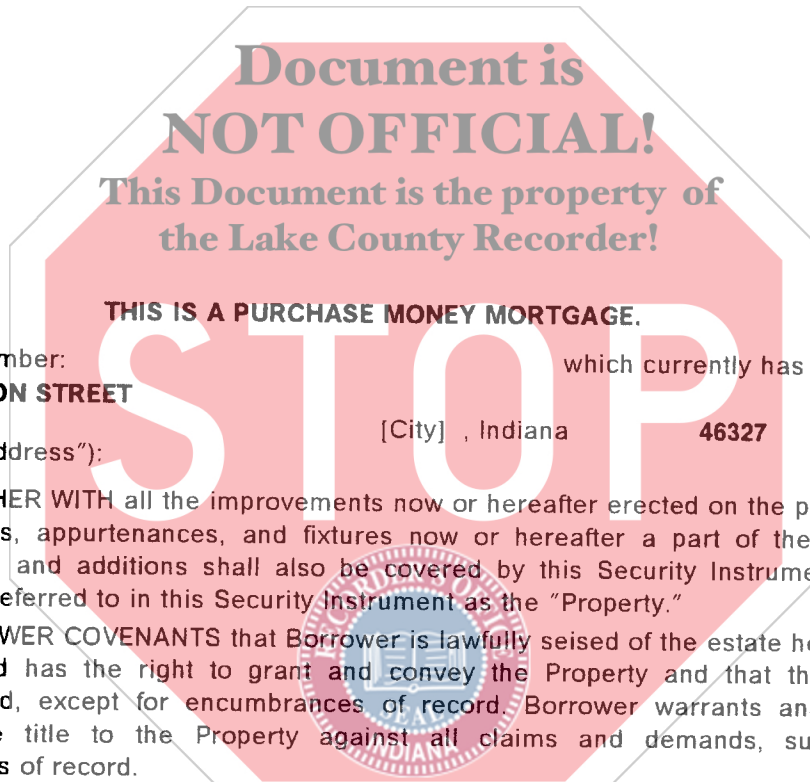 Document is
NOT OFFICIAL!
This Document is the property of
the Lake County Recorder!
THIS IS A PURCHASE MONEY MORTGAGE.
mber: which currently has
ON STREET
[City] , Indiana 46327
ddress"):
HER WITH all the improvements now or hereafter erected on the p
s, appurtenances, and fixtures now or hereafter a part of the
and additions shall also be covered by this Security Instrume
eferred to in this Security Instrument as the "Property."
WER COVENANTS that Borrower is lawfully seised of the estate he
d has the right to grant and convey the Property and that th
d, except for encumbrances of record. Borrower warrants an
e title to the Property against all claims and demands, su
s of record.
STOP
SEAL
INDIANA